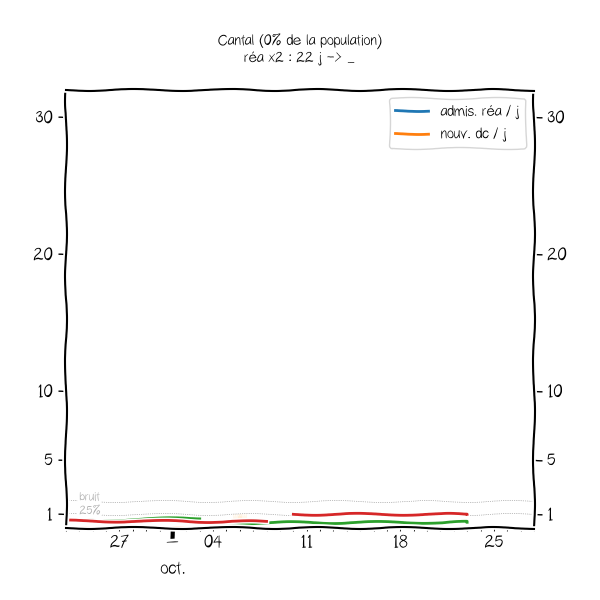 Cantal (0% de la population)
réa x2 : 22 j -> _
admis. réa / j
nouv. dc / j
30
30
20
20
10
10
5
5
bruit
25%
1
1
27 04 11 18 25
oct.